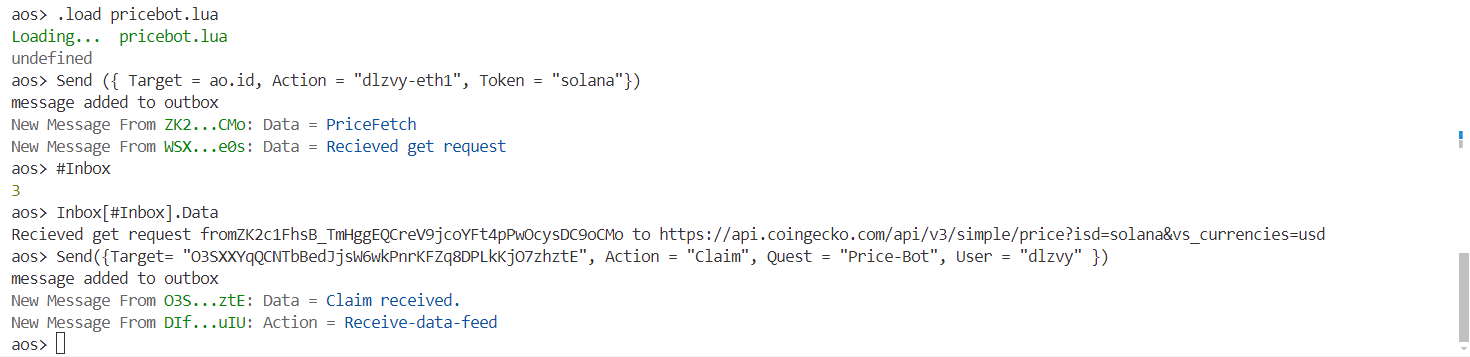 aos> .load pricebot.lua
Loading...  pricebot.lua
undefined
aos> Send ({ Target = ao.id, Action = "dlzvy-eth1", Token = "solana"})
message added to outbox
New Message From ZK2...CMo: Data = PriceFetch
New Message From WSX...e0s: Data = Recieved get request
aos> #Inbox
3
aos> Inbox[#Inbox].Data
Recieved get request fromZK2c1FhsB_TmHggEQCreV9jcoYFt4pPwOcysDC9oCMo to https://api.coingecko.com/api/v3/simple/price?isd=solana&vs_currencies=usd
aos> Send({Target= "O3SXXYqQCNTbBedJjsW6wkPnrKFZq8DPLkKjO7zhztE", Action = "Claim", Quest = "Price-Bot", User = "dlzvy" })
message added to outbox
New Message From O3S...ztE: Data = Claim received.
New Message From DIf...uIU: Action = Receive-data-feed
aos>